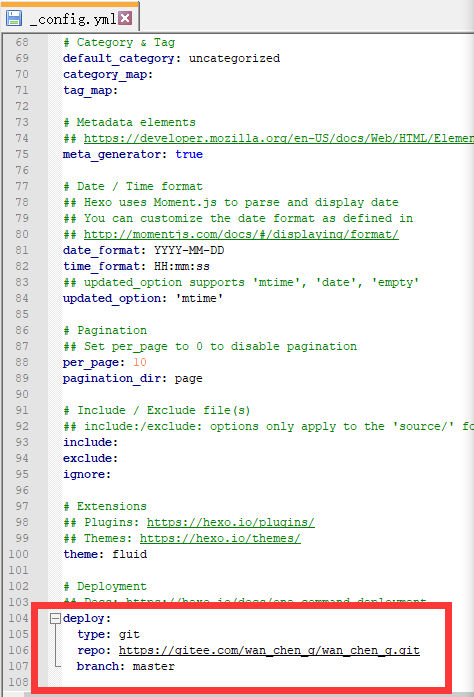 _config.yml
68 # Category & Tag
69 default_category: uncategorized
70 category_map:
71 tag_map:
72
73 # Metadata elements
74 ## https://developer.mozilla.org/en-US/docs/Web/HTML/Elemen
75 meta_generator: true
76
77 # Date / Time format
78 ## Hexo uses Moment.js to parse and display date
79 ## You can customize the date format as defined in
80 ## http://momentjs.com/docs/#/displaying/format/
81 date_format: YYYY-MM-DD
82 time_format: HH:mm:ss
83 ## updated_option supports 'mtime', 'date', 'empty'
84 updated_option: 'mtime'
85
86 # Pagination
87 ## Set per_page to 0 to disable pagination
88 per_page: 10
89 pagination_dir: page
90
91 # Include / Exclude file(s)
92 ## include:/exclude: options only apply to the 'source/' fo
93 include:
94 exclude:
95 ignore:
96
97 # Extensions
98 ## Plugins: https://hexo.io/plugins/
99 ## Themes: https://hexo.io/themes/
100 theme: fluid
101
102 # Deployment
103 ## Docs: https://hexo.io/docs/one-command-deployment
104 deploy:
105 type: git
106 repo: https://gitee.com/wan_chen_q/wan_chen_q.git
107 branch: master
108